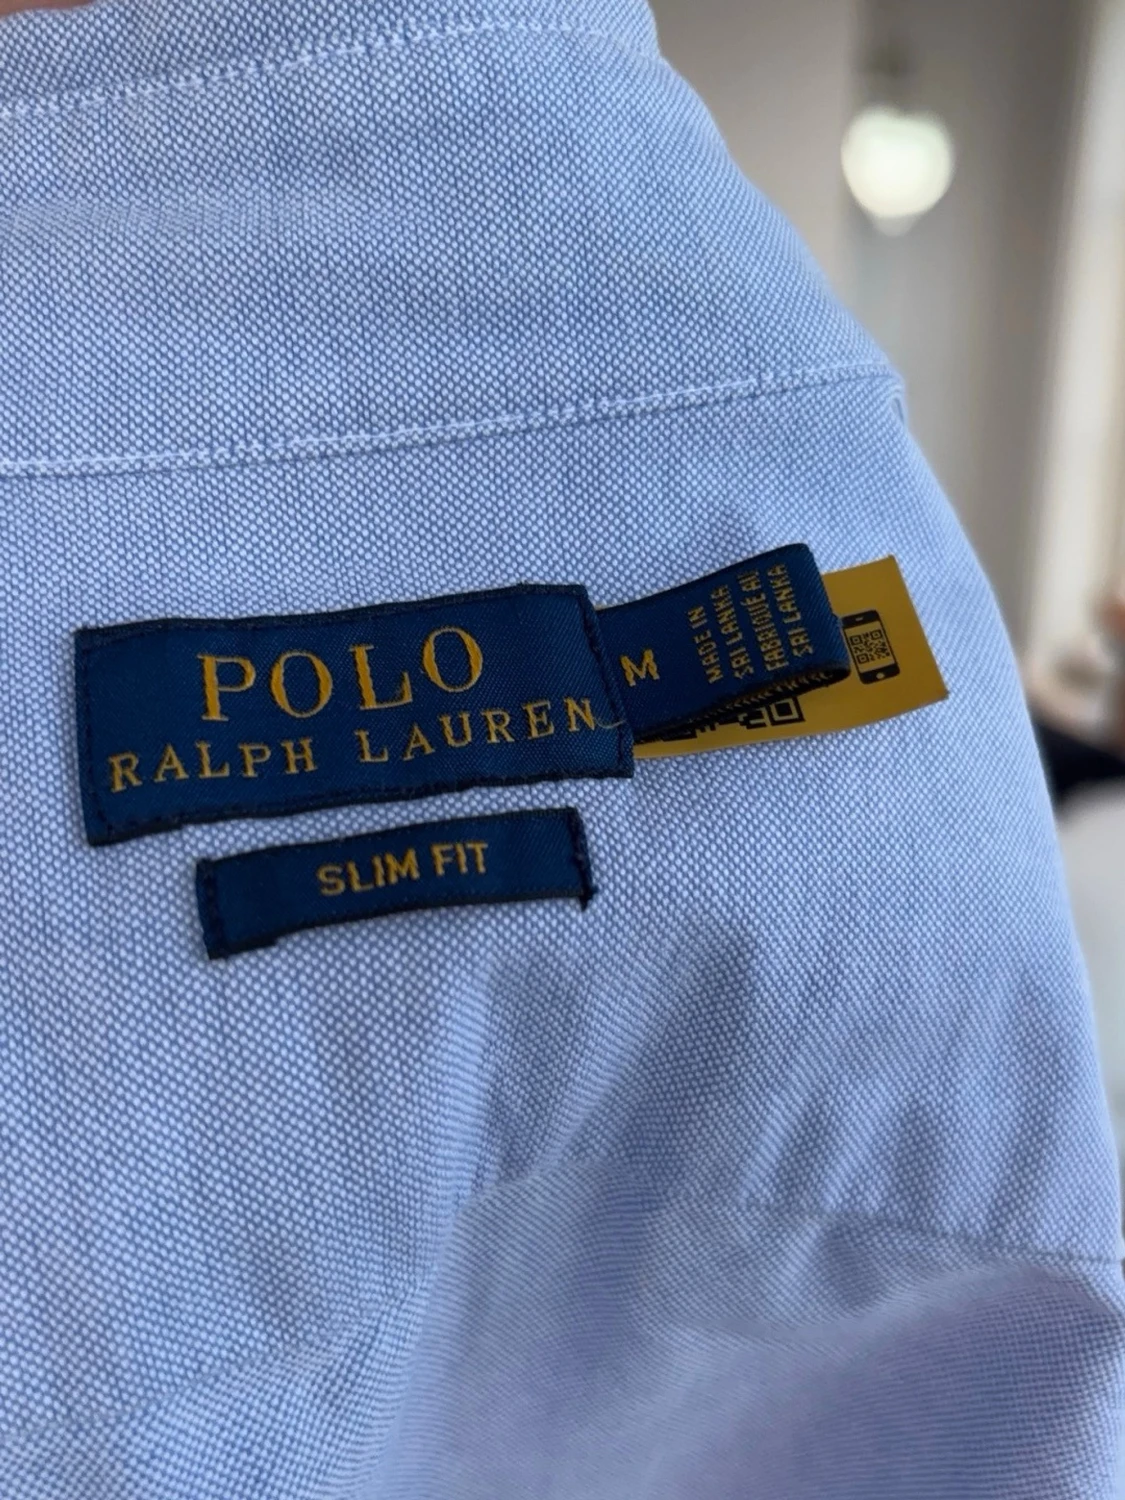 POLO
RALPH LAUREN
M
MADE IN
SRI LANKA
FABRIQUÉ AU
SRI LANKA
SLIM FIT